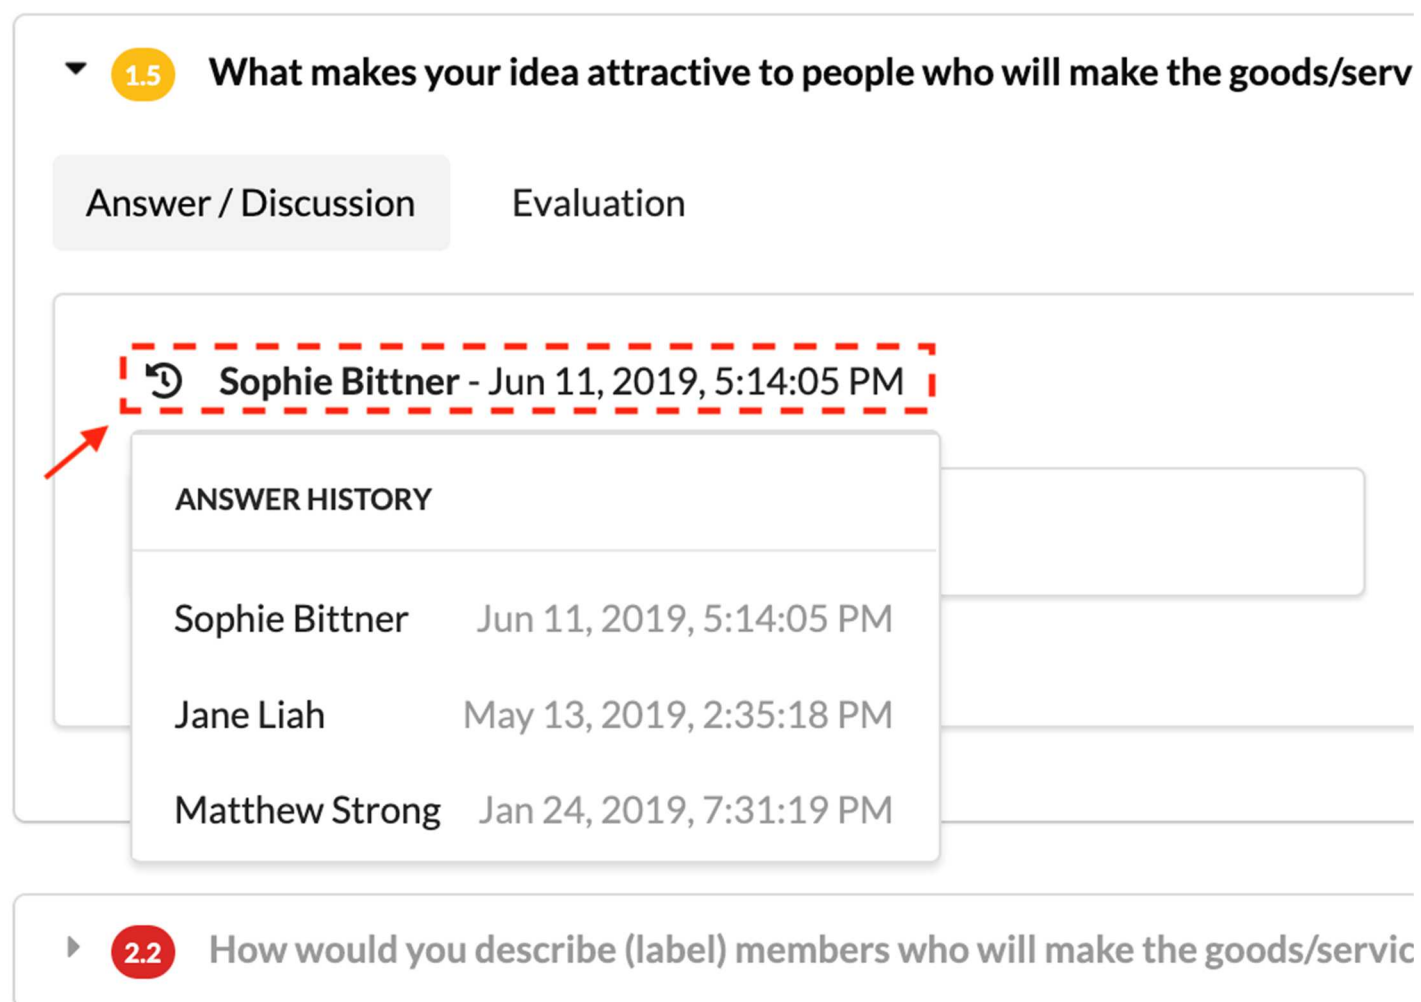 1.5 What makes your idea attractive to people who will make the goods/serv
Answer / Discussion Evaluation
Sophie Bittner - Jun 11, 2019, 5:14:05 PM
ANSWER HISTORY
Sophie Bittner Jun 11, 2019, 5:14:05 PM
Jane Liah May 13, 2019, 2:35:18 PM
Matthew Strong Jan 24, 2019, 7:31:19 PM
2.2 How would you describe (label) members who will make the goods/servic